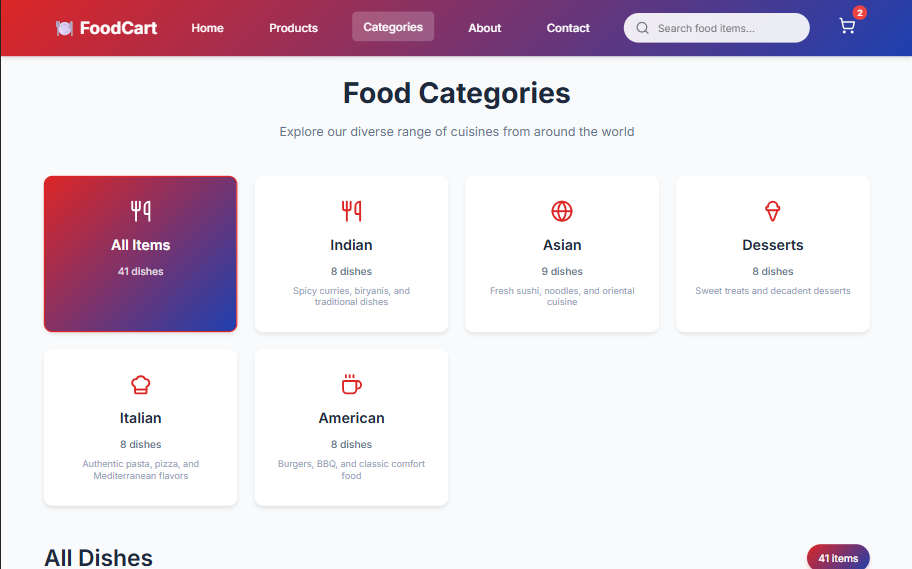 FoodCart
Home
Products
Categories
About
Contact
Search food items...
2
Food Categories
Explore our diverse range of cuisines from around the world
All Items
41 dishes
Indian
8 dishes
Spicy curries, biryanis, and
traditional dishes
Asian
9 dishes
Fresh sushi, noodles, and oriental
cuisine
Desserts
8 dishes
Sweet treats and decadent desserts
Italian
8 dishes
Authentic pasta, pizza, and
Mediterranean flavors
American
8 dishes
Burgers, BBQ, and classic comfort
food
All Dishes
41 items